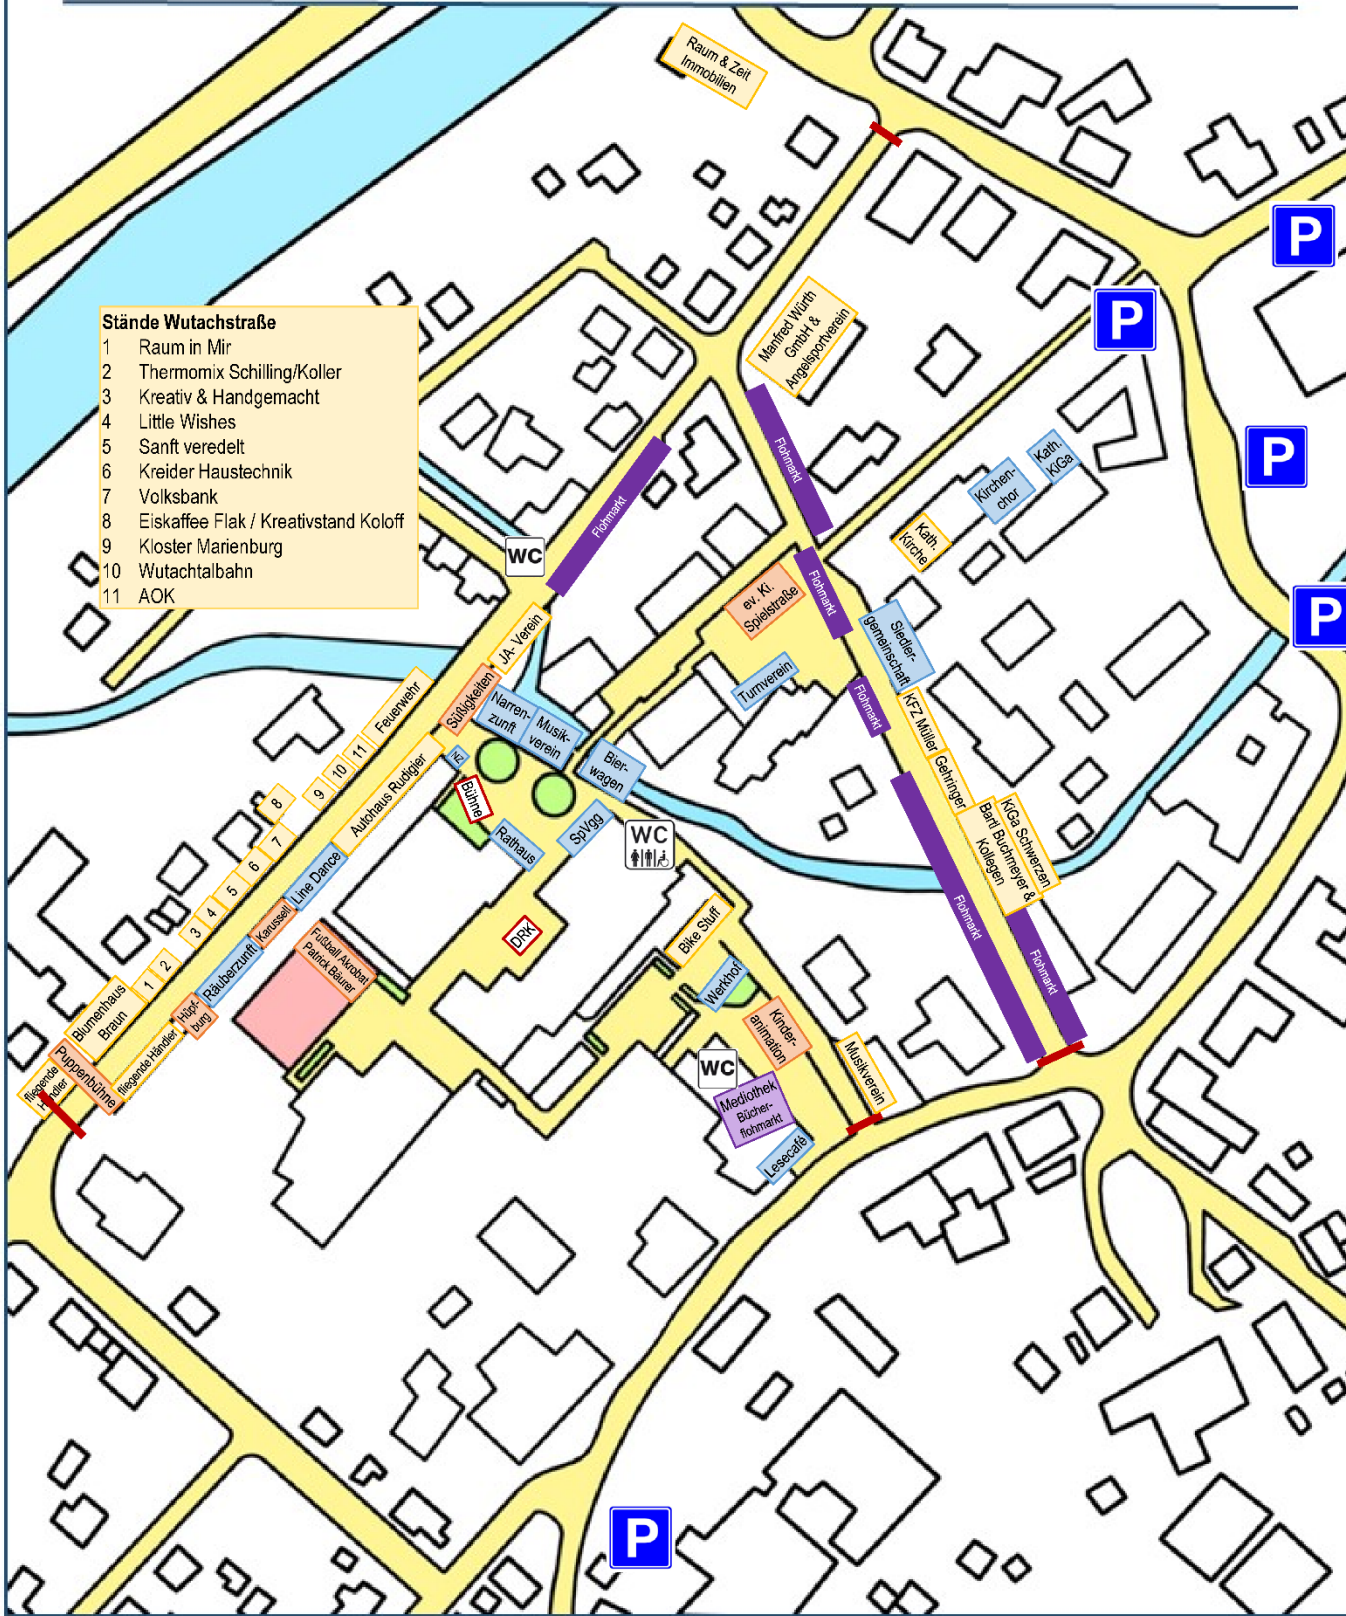 Raum & Zeit
Immobilien
P
P
Manfred Würth
GmbH &
Angelsportverein
Stände Wutachstraße
1 Raum in Mir
2 Thermomix Schilling/Koller
3 Kreativ & Handgemacht
4 Little Wishes
5 Sanft veredelt
6 Kreider Haustechnik
7 Volksbank
8 Eiskaffee Flak / Kreativstand Koloff
9 Kloster Marienburg
10 Wutachtalbahn
11 AOK
Flohmarkt
P
Kath.
KiGa
Kirchen-
chor
Flohmarkt
Kath.
Kirche
WC
Flohmarkt
ev. Ki.
Spielstraße
P
JA- Verein
Siedler-
gemeinschaft
Turnverein
Süßigkeiten
Feuerwehr
Narren-
zunft
Musik-
verein
Flohmarkt
KFZ Müller
11
10
9
8
NZ
Bier-
wagen
Gehringer
Autohaus Rudigier
Bühne
Rathaus
SpVgg
WC
7
6
5
4
3
2
1
Line Dance
KiGa Schwerzen
Bartl Buchmeyer &
Kollegen
Flohmarkt
Karussell
Bike Stuff
DRK
Fußball Akrobat
Patrick Bäurer
Räuberzunft
Flohmarkt
Werkhof
Blumenhaus
Braun
Hüpf-
burg
Kinder-
animation
fliegende Händler
Puppenbühne
fliegende
Händler
WC
Musikverein
Mediothek
Bücher-
flohmarkt
Lesecafé
P